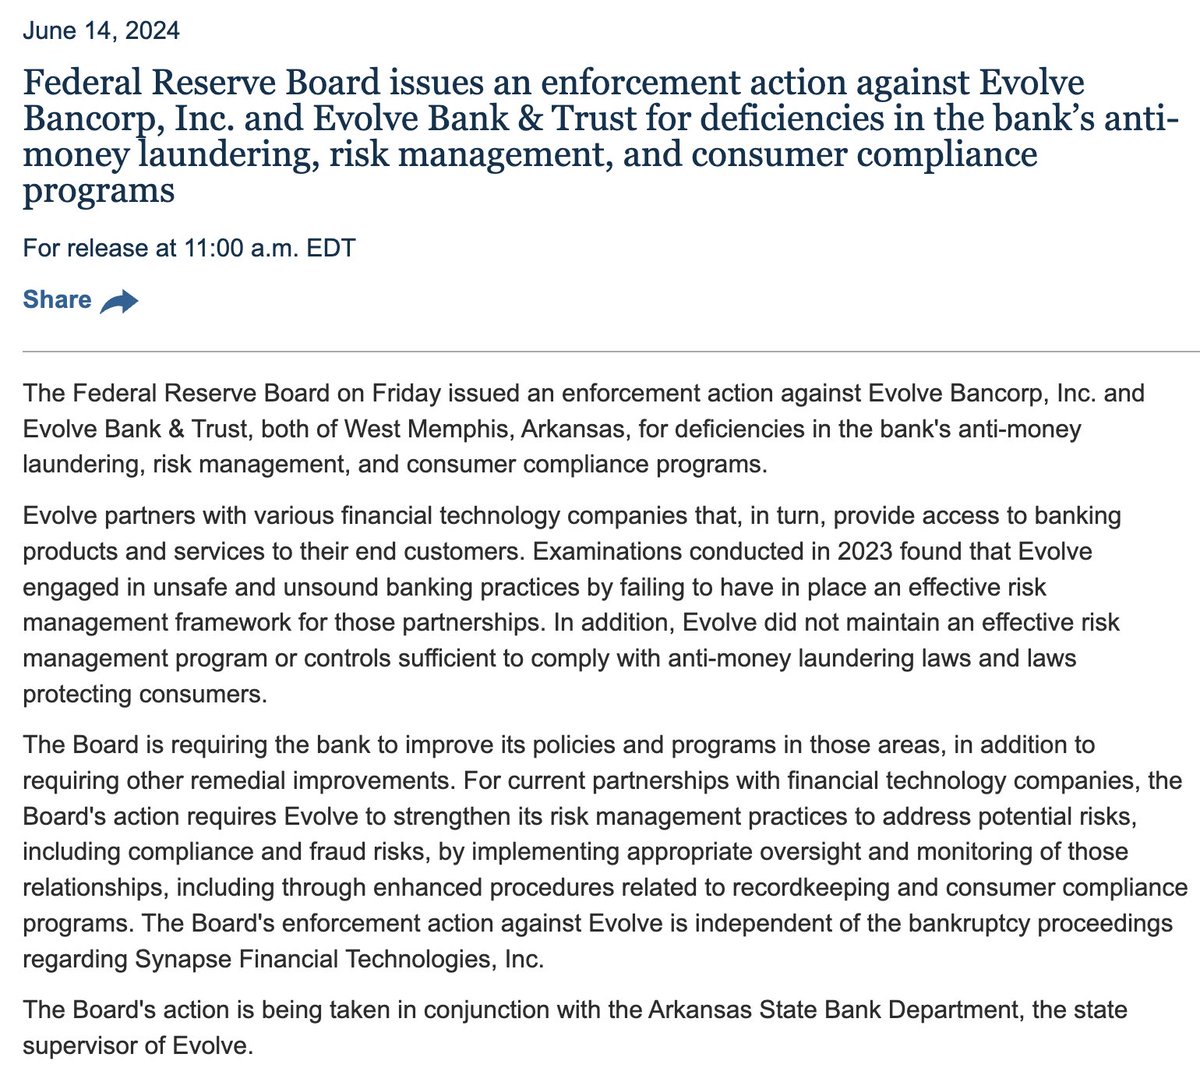 June 14, 2024
Federal Reserve Board issues an enforcement action against Evolve
Bancorp, Inc. and Evolve Bank & Trust for deficiencies in the bank’s anti-
money laundering, risk management, and consumer compliance
programs
For release at 11:00 a.m. EDT
Share
The Federal Reserve Board on Friday issued an enforcement action against Evolve Bancorp, Inc. and
Evolve Bank & Trust, both of West Memphis, Arkansas, for deficiencies in the bank's anti-money
laundering, risk management, and consumer compliance programs.
Evolve partners with various financial technology companies that, in turn, provide access to banking
products and services to their end customers. Examinations conducted in 2023 found that Evolve
engaged in unsafe and unsound banking practices by failing to have in place an effective risk
management framework for those partnerships. In addition, Evolve did not maintain an effective risk
management program or controls sufficient to comply with anti-money laundering laws and laws
protecting consumers.
The Board is requiring the bank to improve its policies and programs in those areas, in addition to
requiring other remedial improvements. For current partnerships with financial technology companies, the
Board's action requires Evolve to strengthen its risk management practices to address potential risks,
including compliance and fraud risks, by implementing appropriate oversight and monitoring of those
relationships, including through enhanced procedures related to recordkeeping and consumer compliance
programs. The Board's enforcement action against Evolve is independent of the bankruptcy proceedings
regarding Synapse Financial Technologies, Inc.
The Board's action is being taken in conjunction with the Arkansas State Bank Department, the state
supervisor of Evolve.